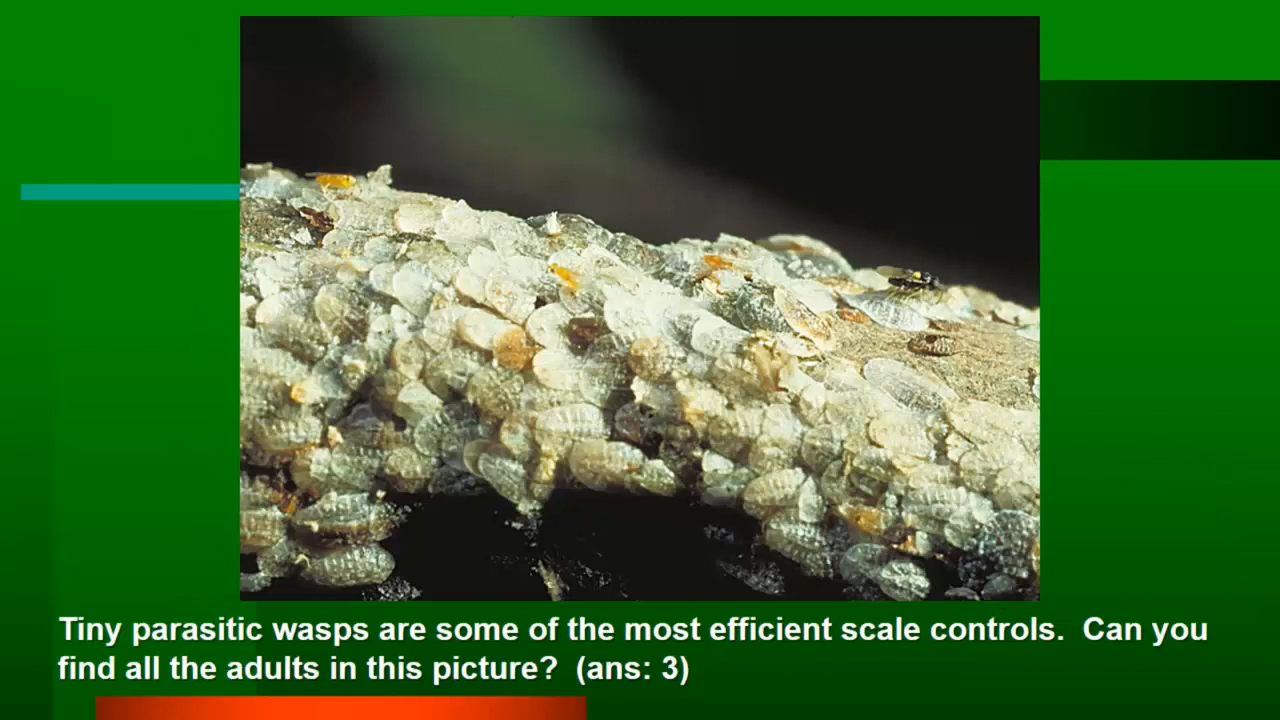 Tiny parasitic wasps are some of the most efficient scale controls.  Can you
find all the adults in this picture?  (ans: 3)